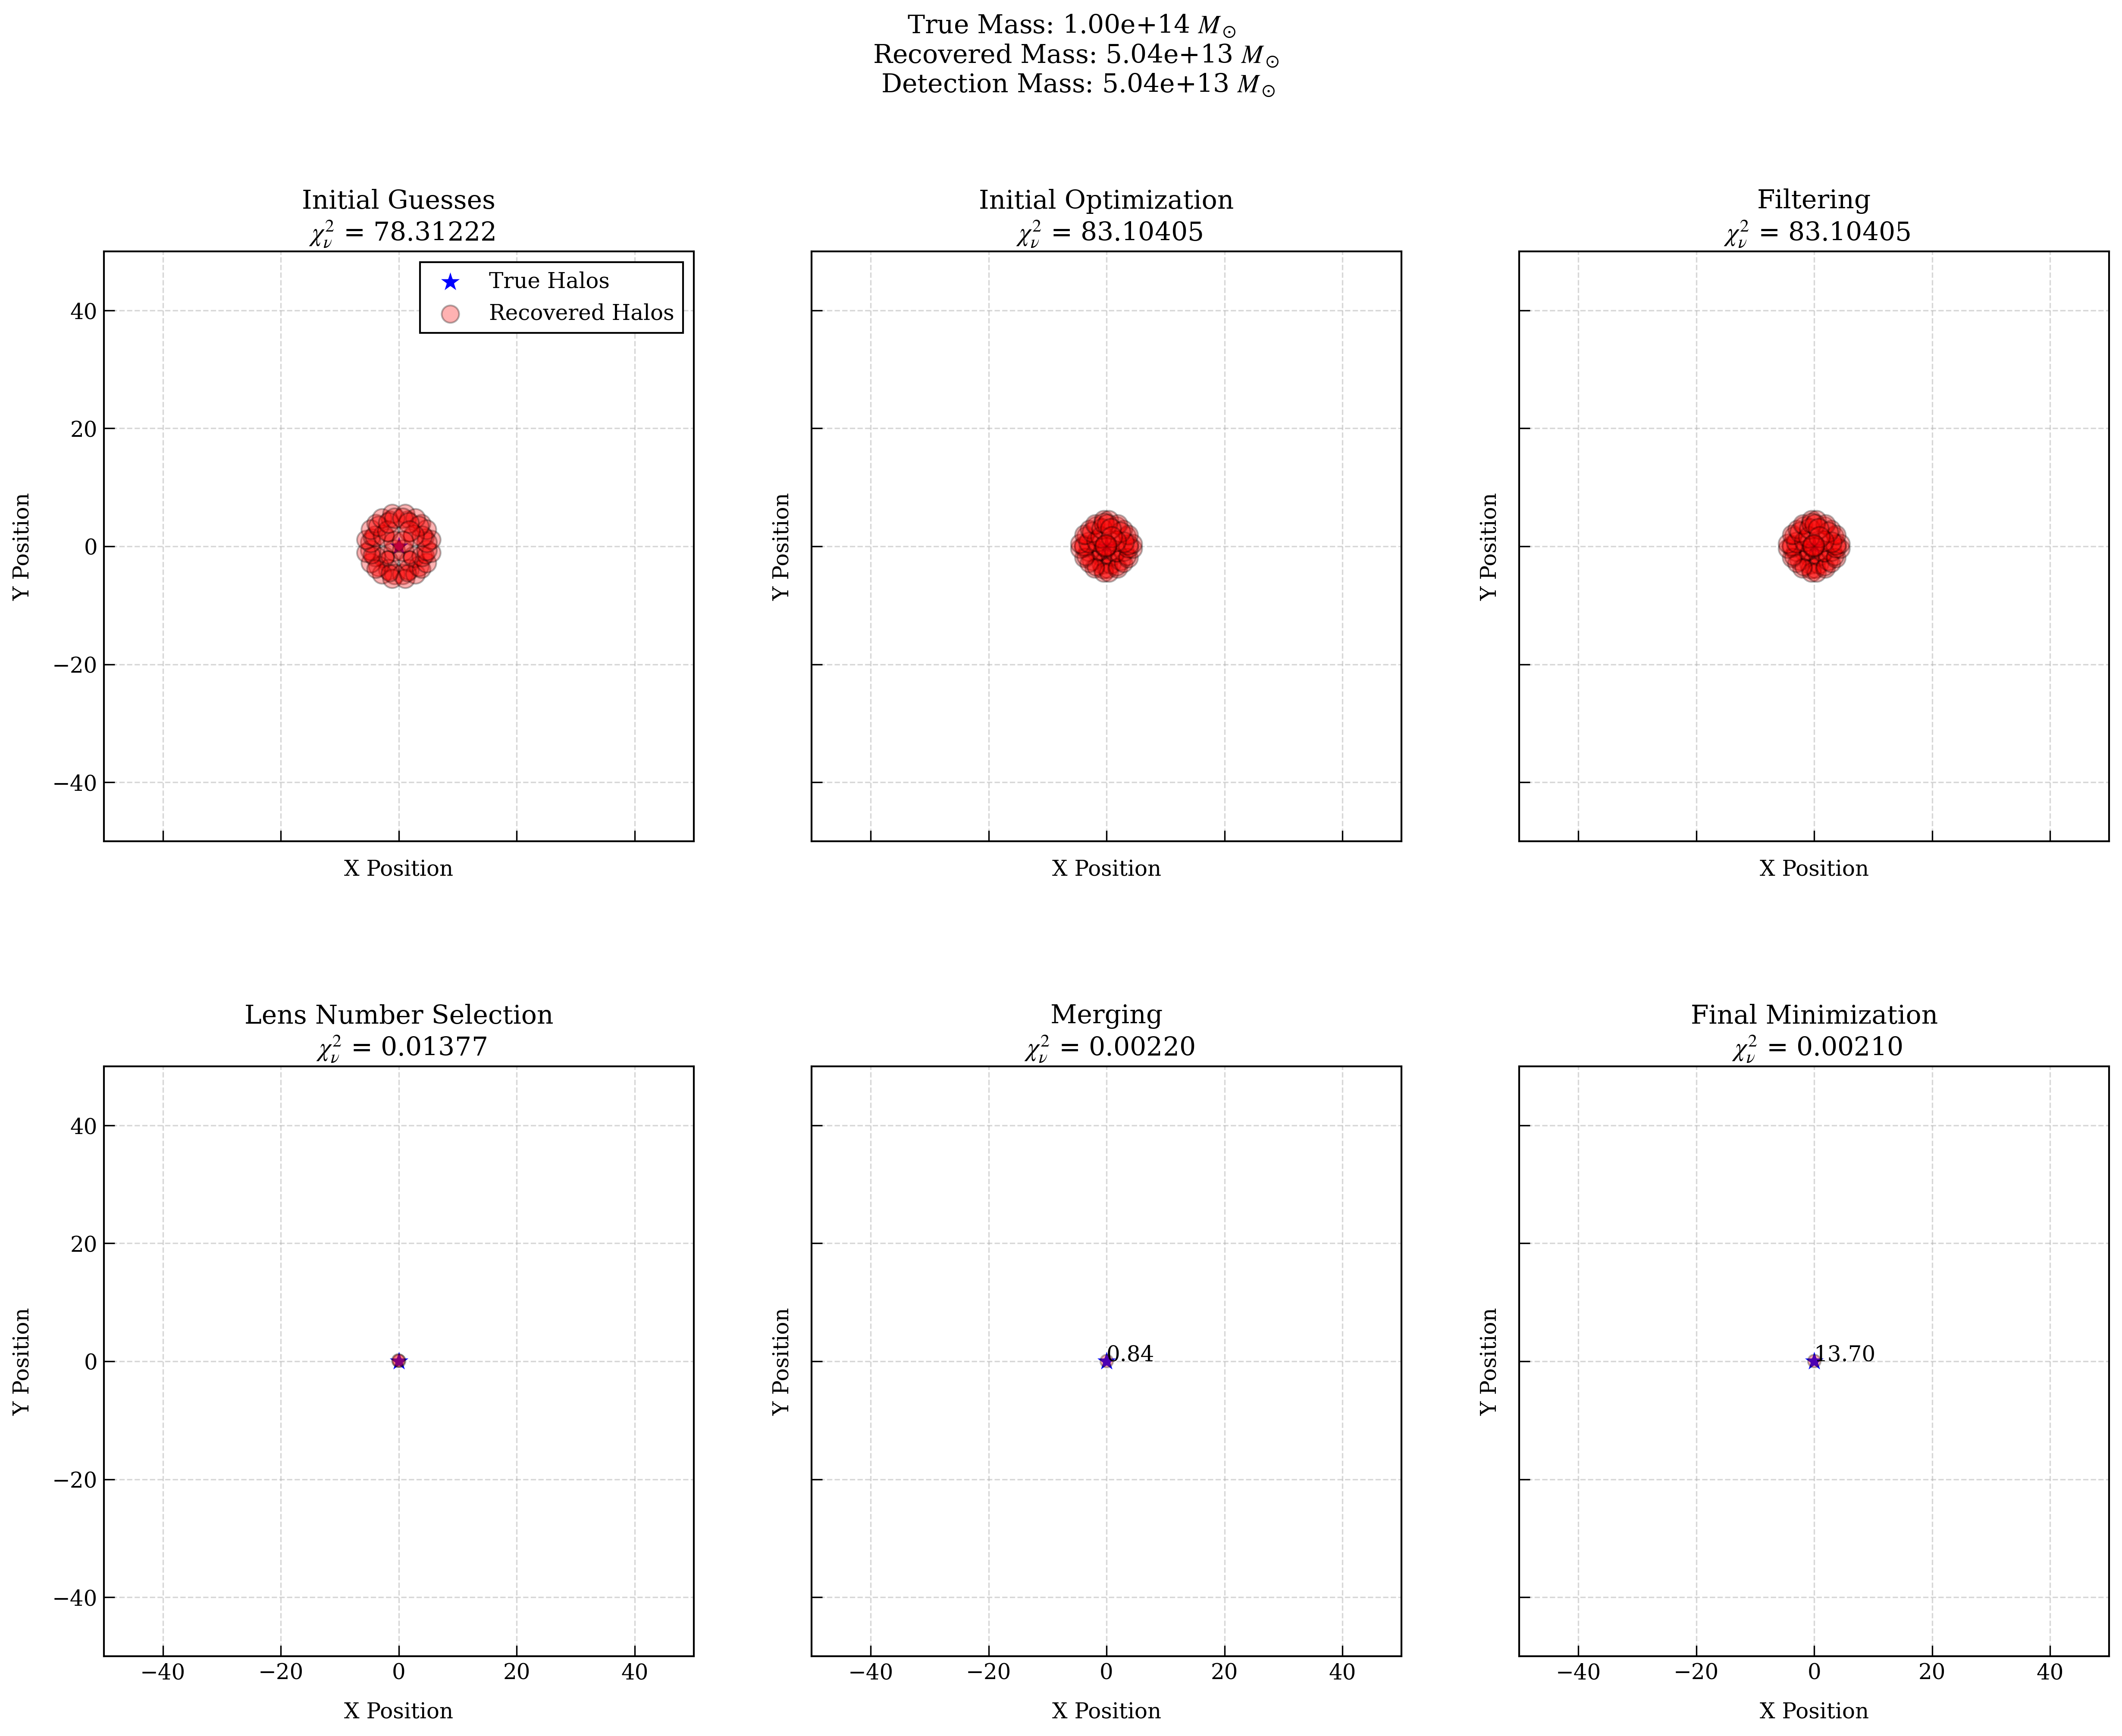 True Mass: 1.00e+14 M☉
Recovered Mass: 5.04e+13 M☉
Detection Mass: 5.04e+13 M☉
Initial Guesses
χ²ν = 78.31222
Initial Optimization
χ²ν = 83.10405
Filtering
χ²ν = 83.10405
True Halos
Recovered Halos
40
20
0
−20
−40
Y Position
Y Position
Y Position
X Position
X Position
X Position
Lens Number Selection
χ²ν = 0.01377
Merging
χ²ν = 0.00220
Final Minimization
χ²ν = 0.00210
40
20
0
−20
−40
Y Position
Y Position
Y Position
0.84
13.70
−40 −20 0 20 40
−40 −20 0 20 40
−40 −20 0 20 40
X Position
X Position
X Position